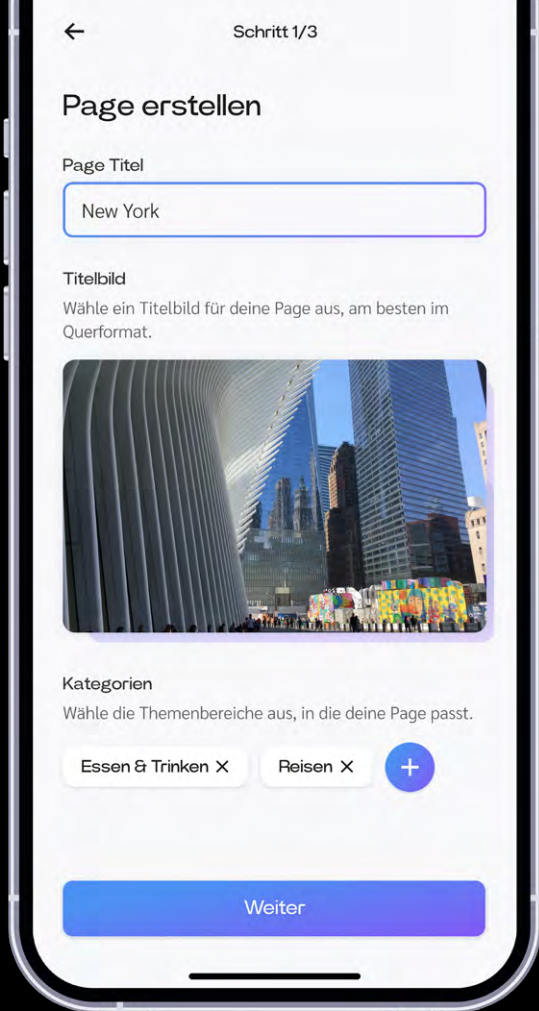 Schritt 1/3
Page erstellen
Page Titel
New York
Titelbild
Wähle ein Titelbild für deine Page aus, am besten im
Querformat.
Kategorien
Wähle die Themenbereiche aus, in die deine Page passt.
Essen & Trinken X Reisen X +
Weiter